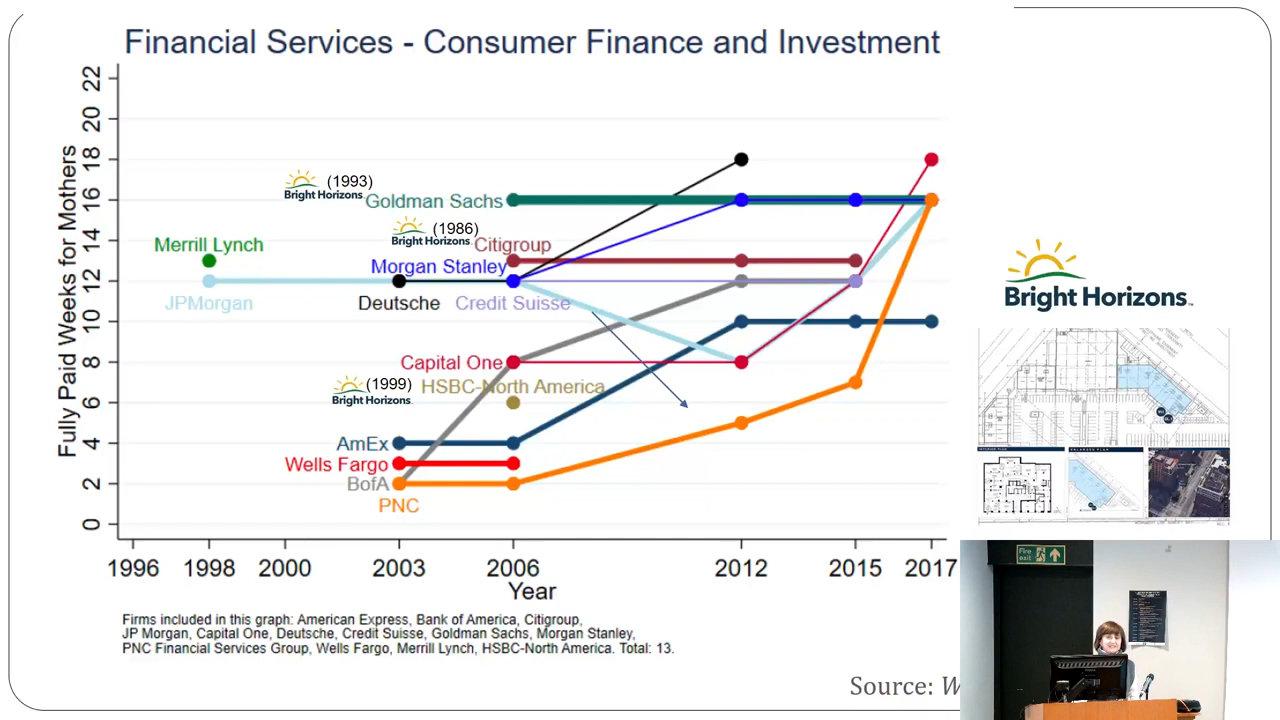 Financial Services - Consumer Finance and Investment
Fully Paid Weeks for Mothers
22
20
18
16
14
12
10
8
6
4
2
0
Bright Horizons (1993)
Goldman Sachs
Bright Horizons (1986)
Merrill Lynch
Citigroup
Morgan Stanley
JPMorgan
Deutsche
Credit Suisse
Capital One
Bright Horizons (1999)
HSBC-North America
AmEx
Wells Fargo
BofA
PNC
1996 1998 2000 2003 2006 2012 2015 2017
Year
Firms included in this graph: American Express, Bank of America, Citigroup,
JP Morgan, Capital One, Deutsche, Credit Suisse, Goldman Sachs, Morgan Stanley,
PNC Financial Services Group, Wells Fargo, Merrill Lynch, HSBC-North America. Total: 13.
Source: W
Bright Horizons
Fire
exit